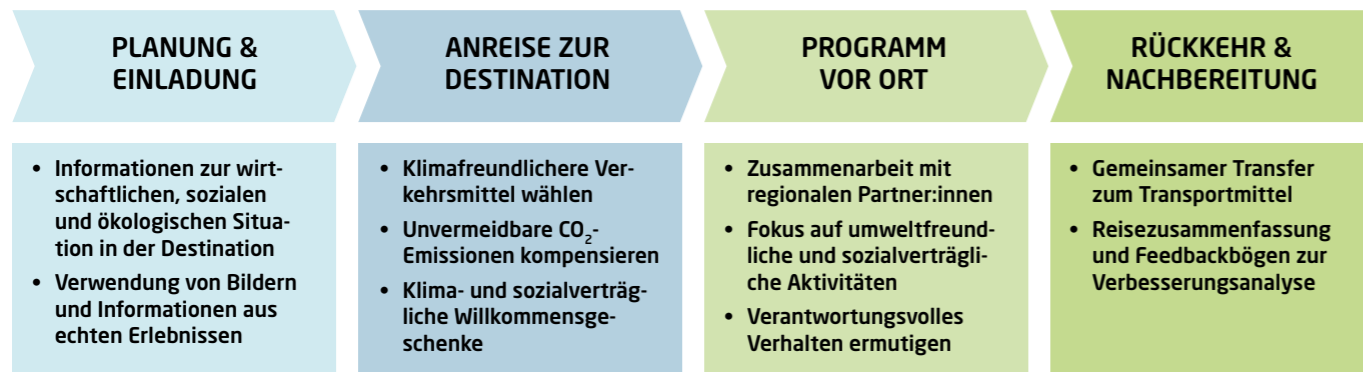 PLANUNG &
EINLADUNG
• Informationen zur wirt-
schaftlichen, sozialen
und ökologischen Situa-
tion in der Destination
• Verwendung von Bildern
und Informationen aus
echten Erlebnissen
ANREISE ZUR
DESTINATION
• Klimafreundlichere Ver-
kehrsmittel wählen
• Unvermeidbare CO₂-
Emissionen kompensieren
• Klima- und sozialverträg-
liche Willkommensge-
schenke
PROGRAMM
VOR ORT
• Zusammenarbeit mit
regionalen Partner:innen
• Fokus auf umweltfreund-
liche und sozialverträgli-
che Aktivitäten
• Verantwortungsvolles
Verhalten ermutigen
RÜCKKEHR &
NACHBEREITUNG
• Gemeinsamer Transfer
zum Transportmittel
• Reisezusammenfassung
und Feedbackbögen zur
Verbesserungsanalyse